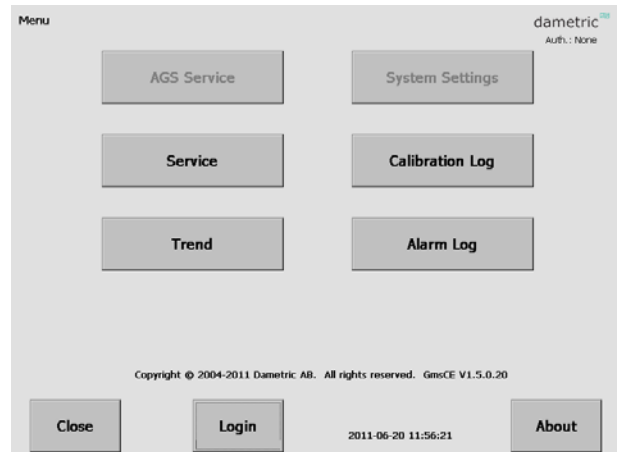 Menu
dametric
Auth.: None
AGS Service
System Settings
Service
Calibration Log
Trend
Alarm Log
Copyright © 2004-2011 Dametric AB. All rights reserved. GmsCE V1.5.0.20
Close
Login
2011-06-20 11:56:21
About